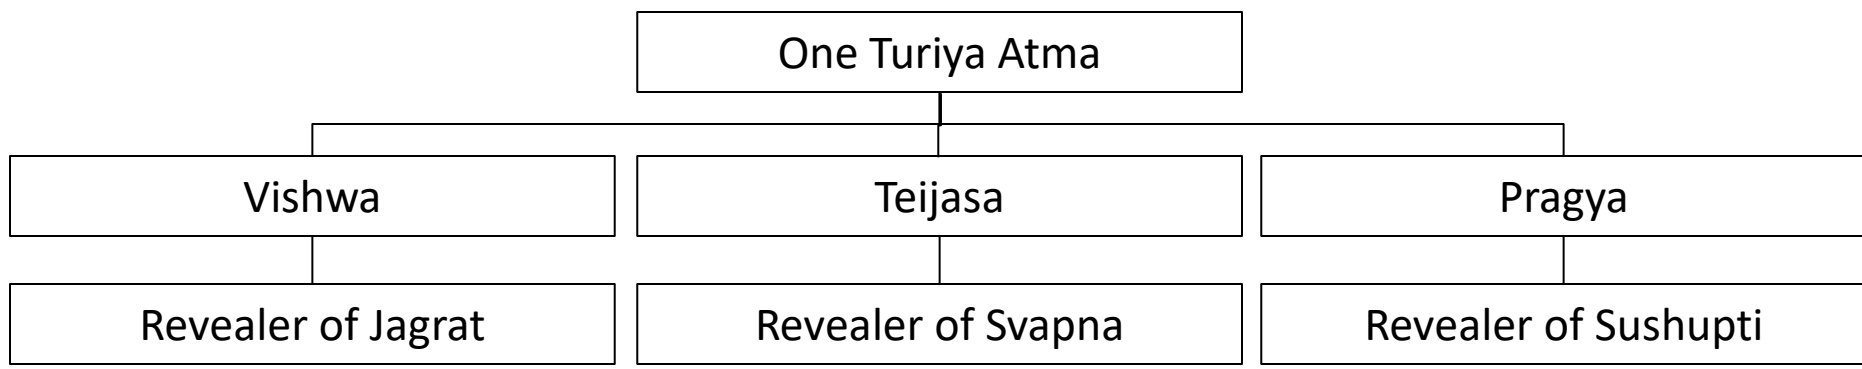 One Turiya Atma
Vishwa
Teijasa
Pragya
Revealer of Jagrat
Revealer of Svapna
Revealer of Sushupti